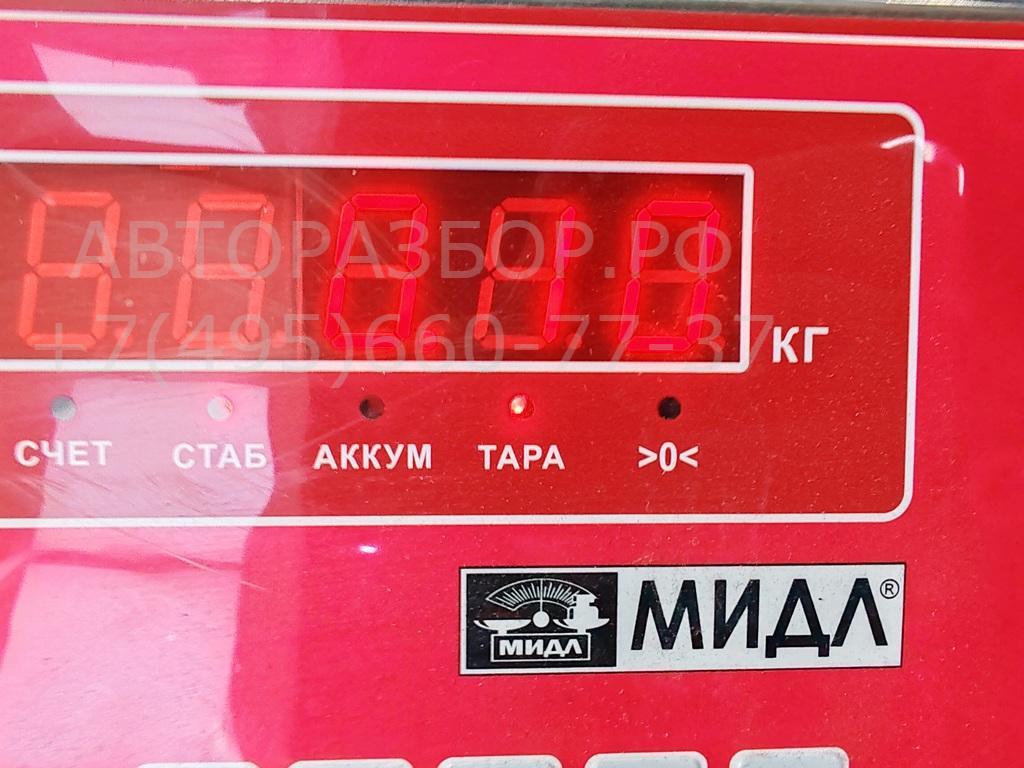 АВТОРАЗБОР.РФ
+7(495)660-77-37
КГ
СЧЕТ СТАБ АККУМ ТАРА >0<
МИДЛ МИДЛ®